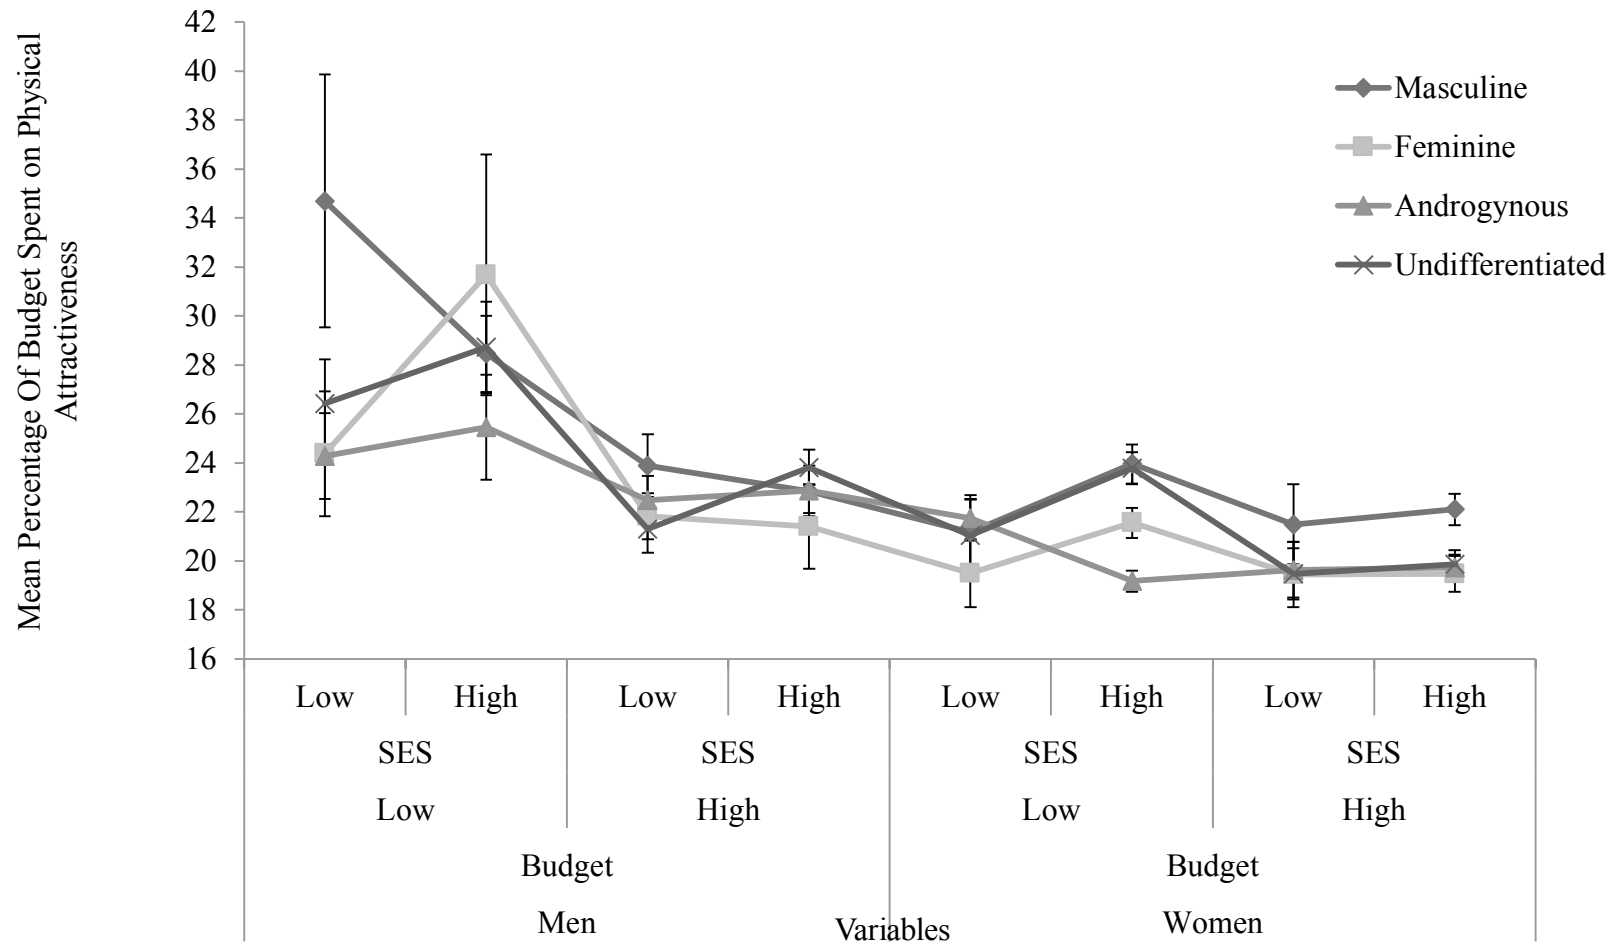 Mean Percentage Of Budget Spent on Physical
Attractiveness
42
40
38
36
34
32
30
28
26
24
22
20
18
16
Masculine
Feminine
Androgynous
Undifferentiated
Low High Low High Low High Low High
SES SES SES SES
Low High Low High
Budget Budget
Men Variables Women